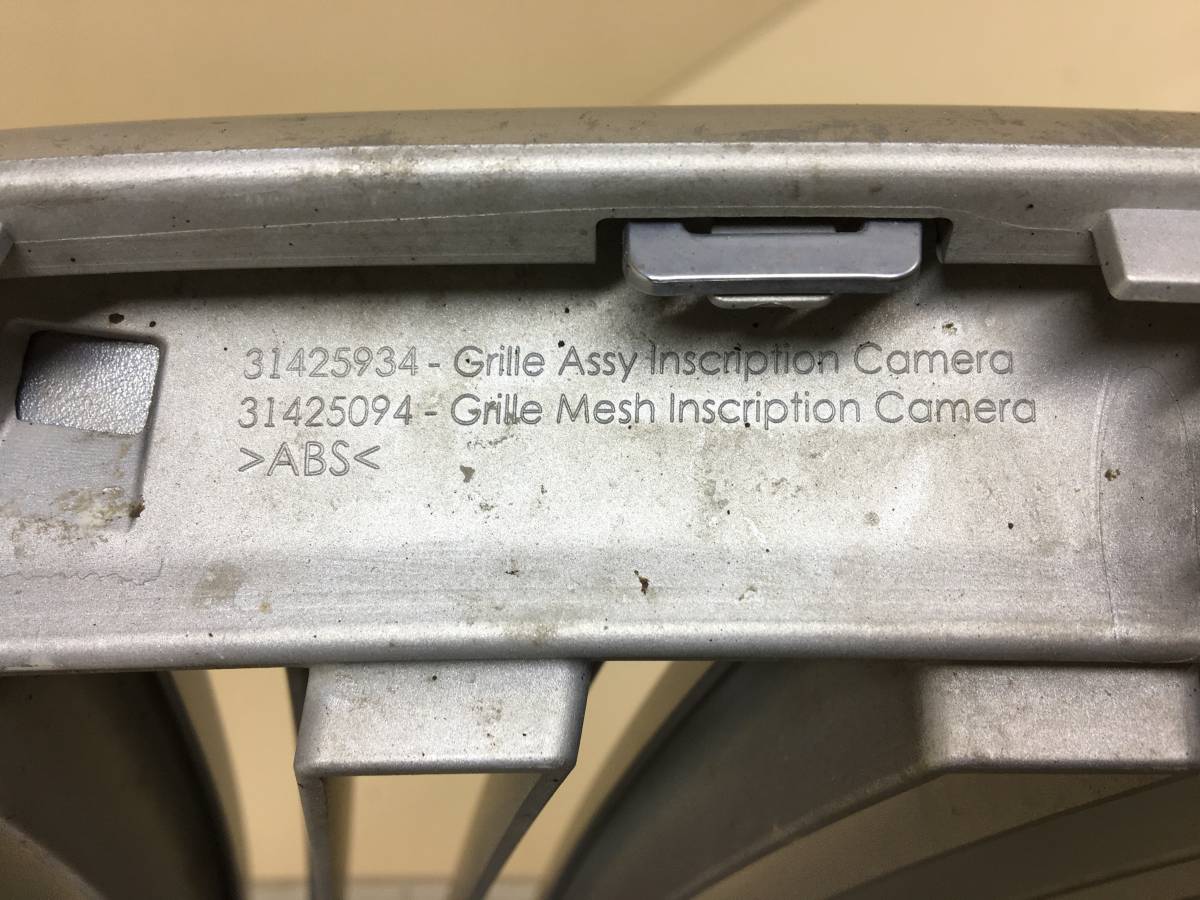 31425934 - Grille Assy Inscription Camera
31425094 - Grille Mesh Inscription Camera
>ABS<